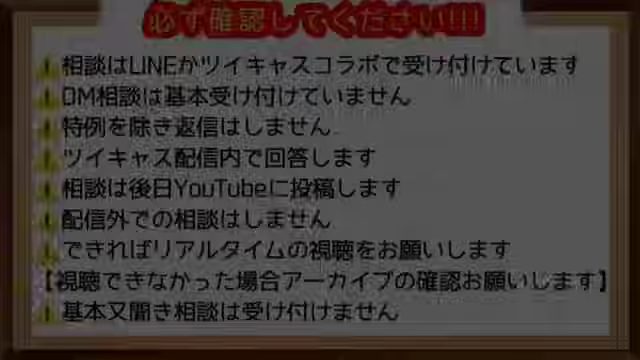 必ず確認してください!!!
⚠相談はLINEかツイキャスコラボで受け付けています
⚠DM相談は基本受け付けていません
⚠特例を除き返信はしません
⚠ツイキャス配信内で回答します
⚠相談は後日YouTubeに投稿します
⚠配信外での相談はしません
⚠できればリアルタイムの視聴をお願いします
【視聴できなかった場合アーカイブの確認お願いします】
⚠基本又聞き相談は受け付けません